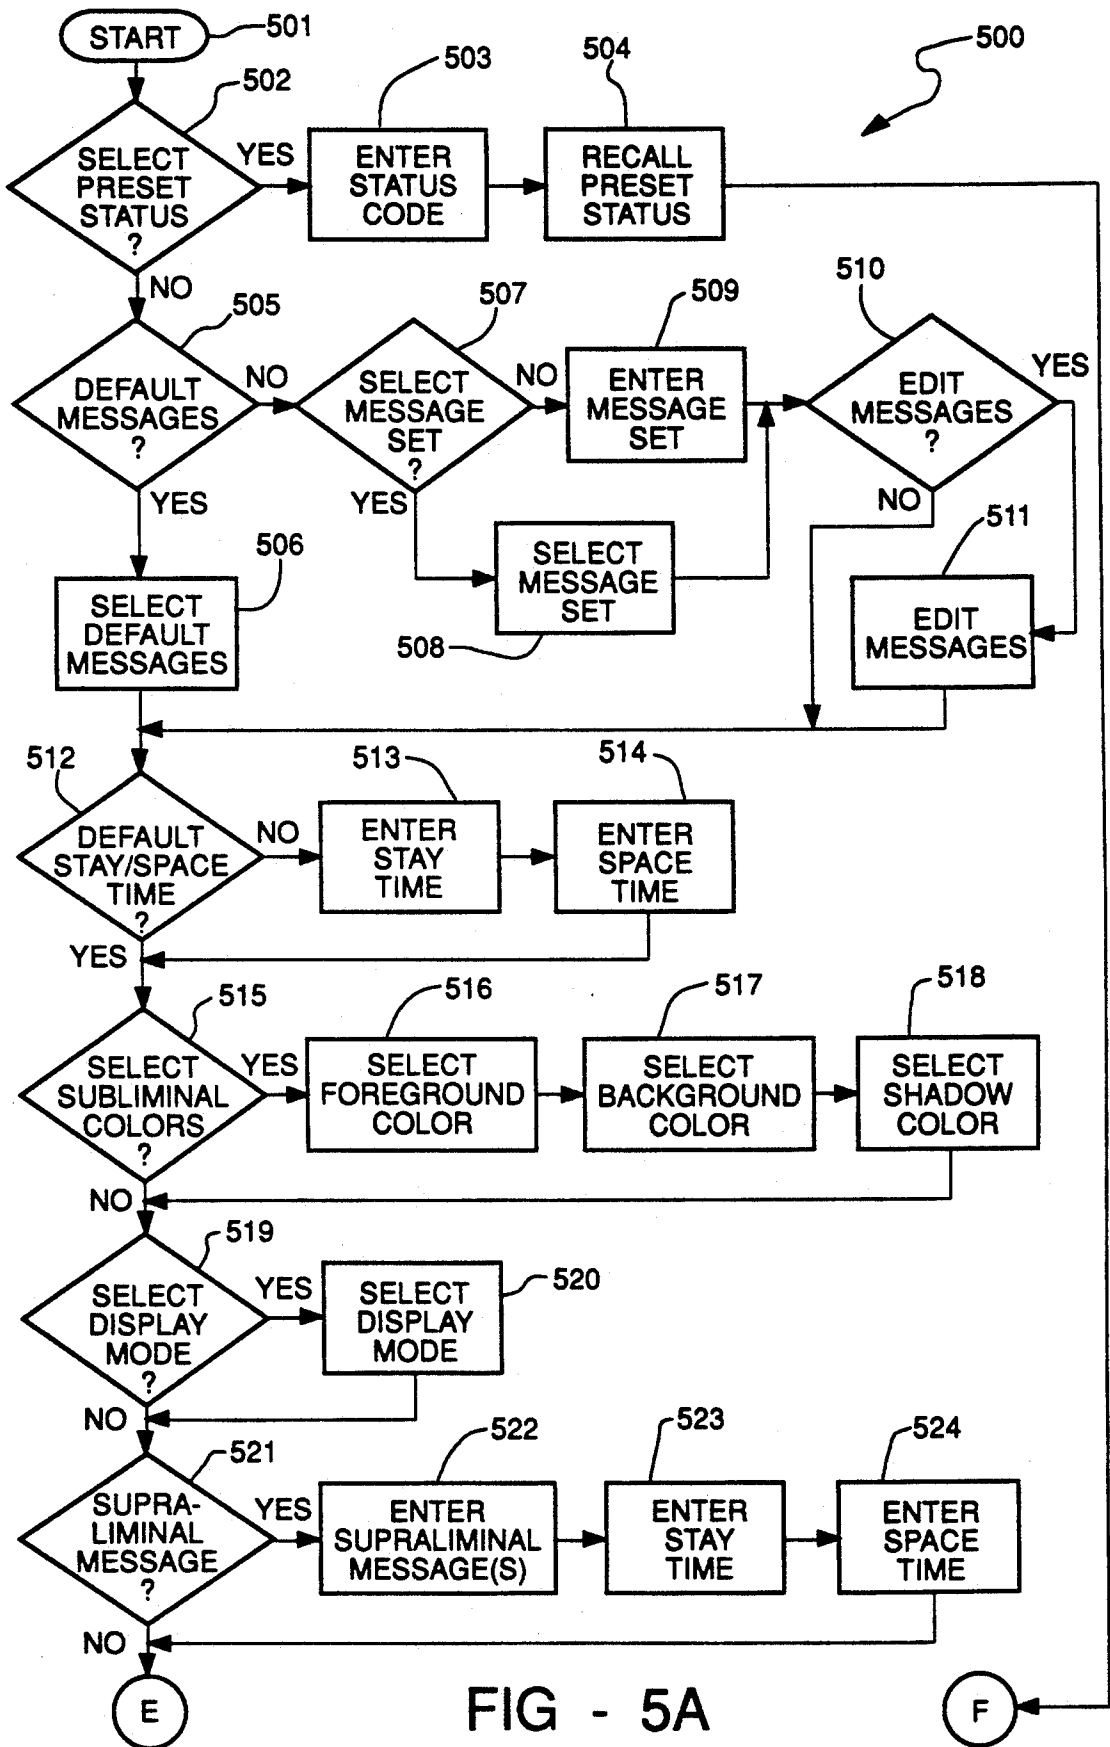 START
501
500
502
503
504
SELECT
PRESET
STATUS
?
YES
ENTER
STATUS
CODE
RECALL
PRESET
STATUS
NO
505
507
509
510
DEFAULT
MESSAGES
?
NO
SELECT
MESSAGE
SET
?
NO
ENTER
MESSAGE
SET
EDIT
MESSAGES
?
YES
YES
YES
NO
506
SELECT
DEFAULT
MESSAGES
SELECT
MESSAGE
SET
508
511
EDIT
MESSAGES
512
513
514
DEFAULT
STAY/SPACE
TIME
?
NO
ENTER
STAY
TIME
ENTER
SPACE
TIME
YES
515
516
517
518
SELECT
SUBLIMINAL
COLORS
?
YES
SELECT
FOREGROUND
COLOR
SELECT
BACKGROUND
COLOR
SELECT
SHADOW
COLOR
NO
519
520
SELECT
DISPLAY
MODE
?
YES
SELECT
DISPLAY
MODE
NO
521
522
523
524
SUPRA-
LIMINAL
MESSAGE
?
YES
ENTER
SUPRALIMINAL
MESSAGE(S)
ENTER
STAY
TIME
ENTER
SPACE
TIME
NO
E
FIG - 5A
F